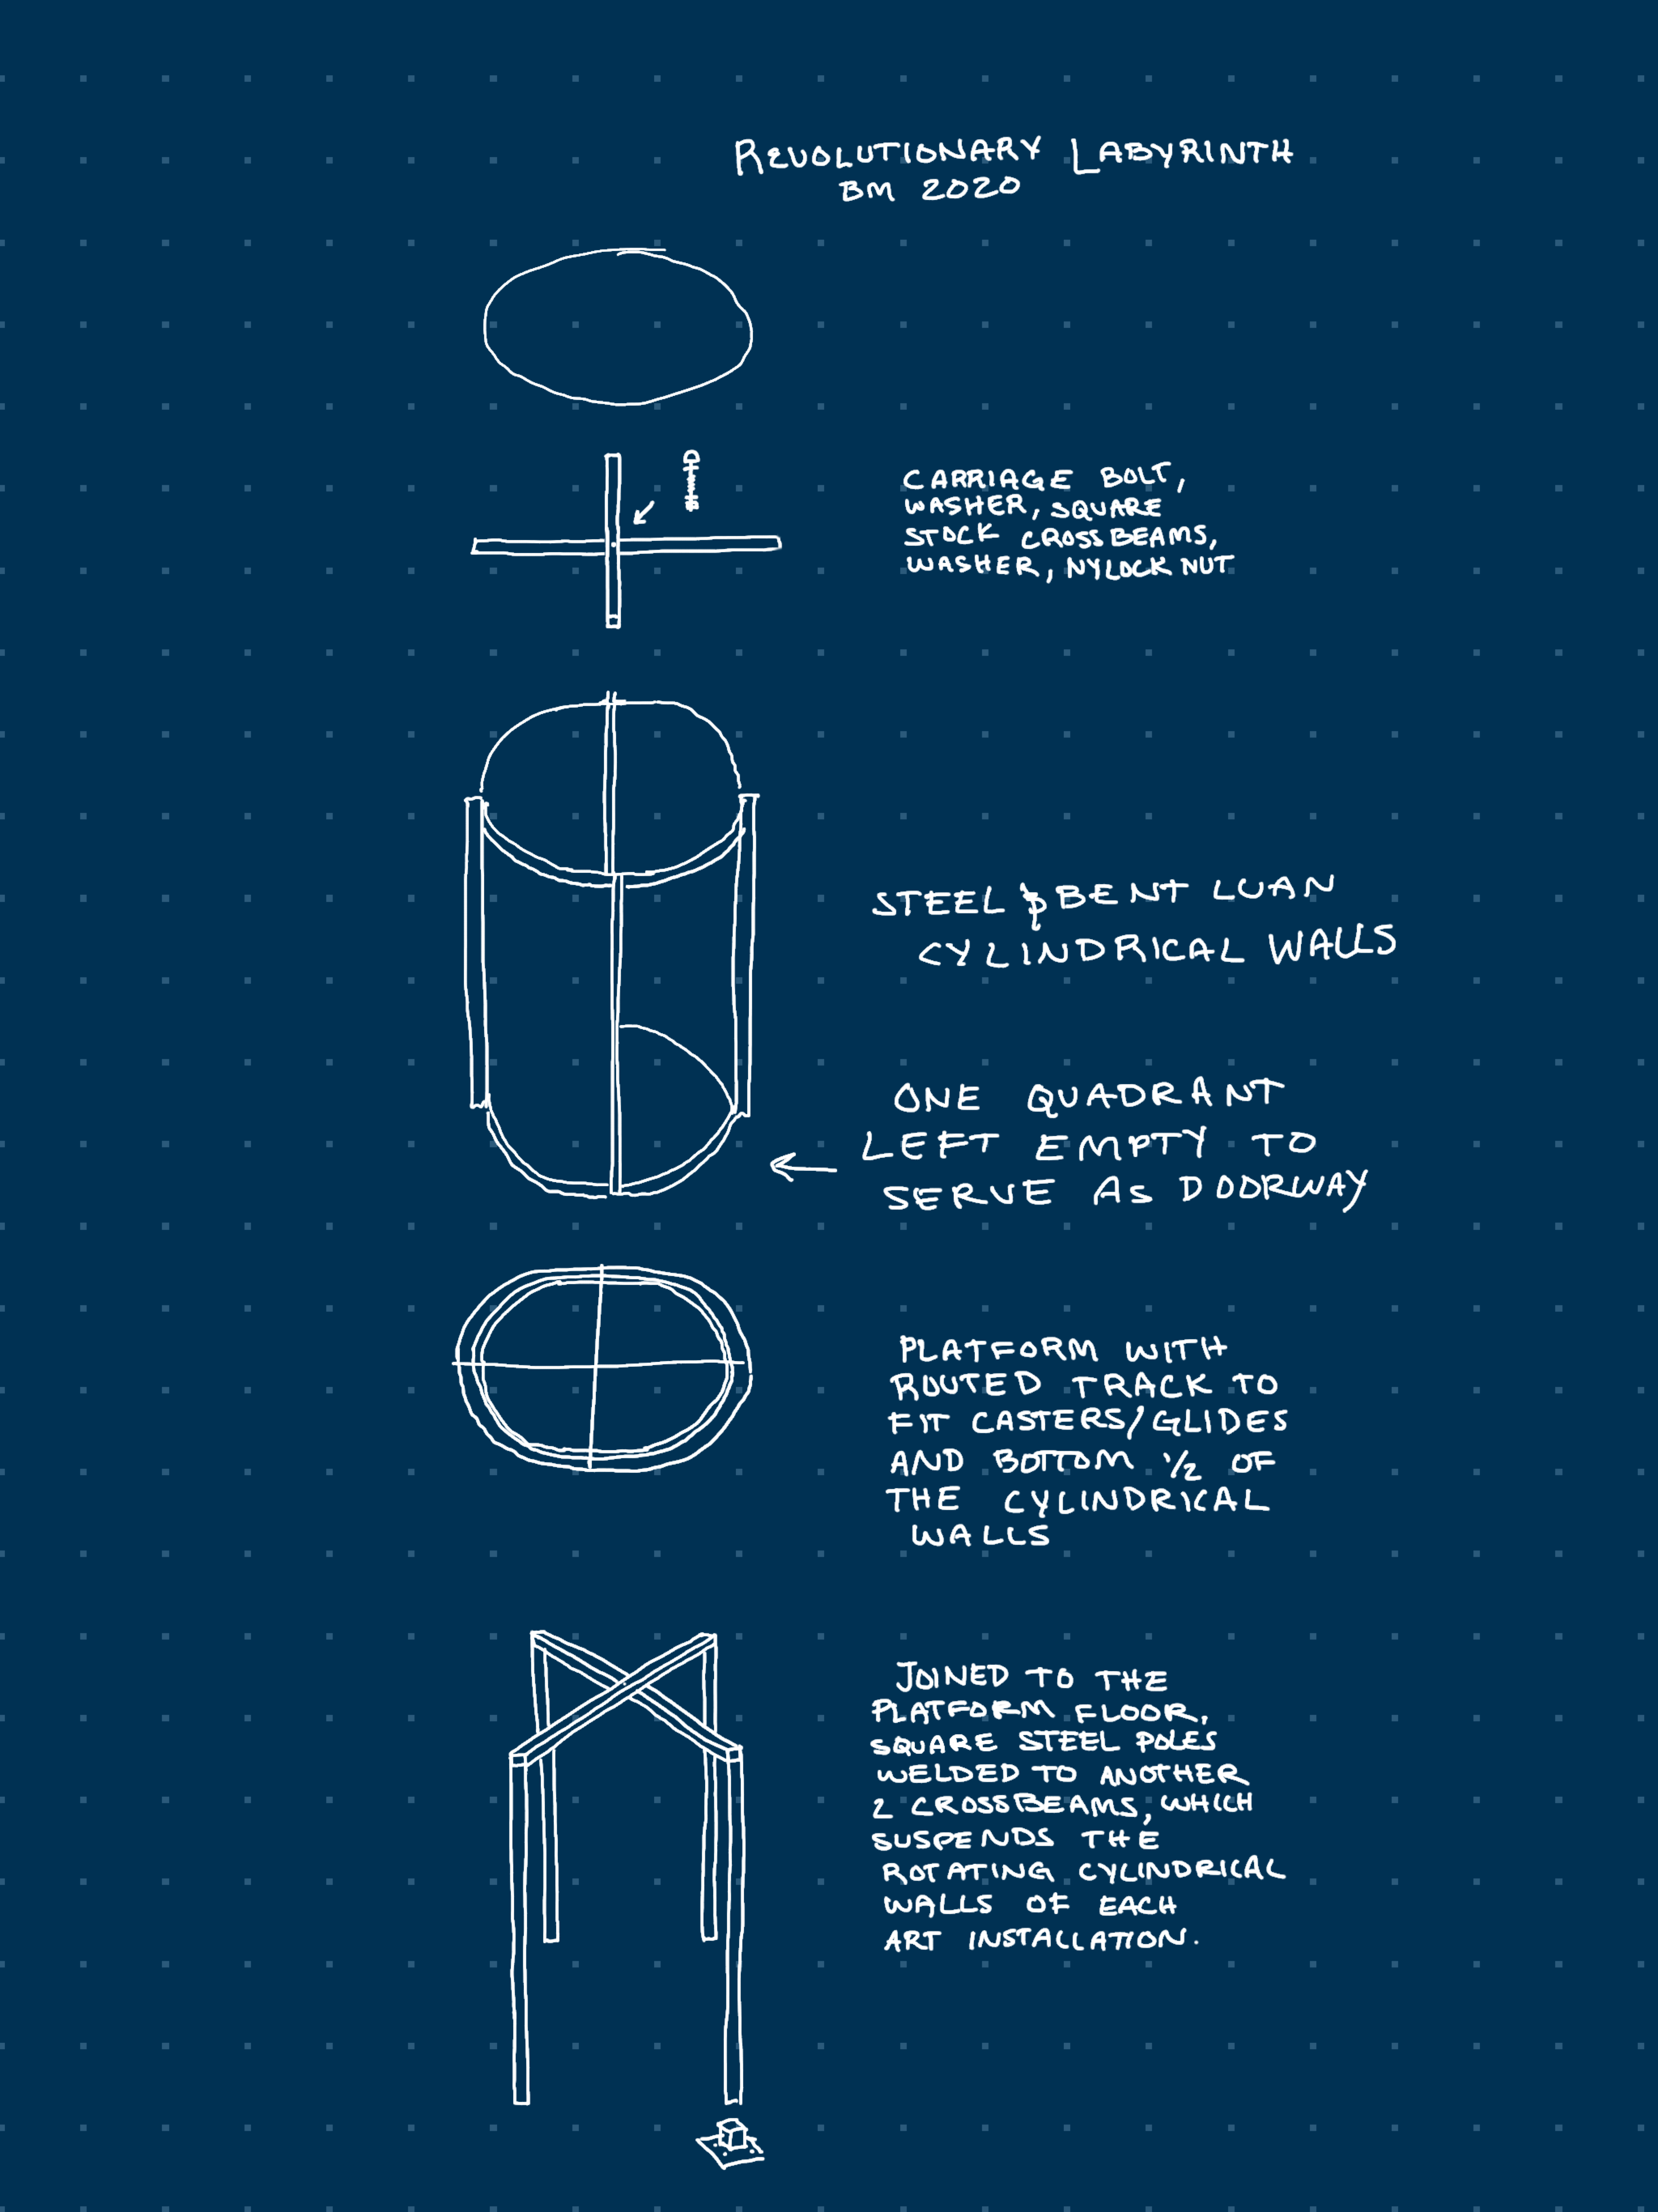 REVOLUTIONARY LABYRINTH
BM 2020
CARRIAGE BOLT,
WASHER, SQUARE
STOCK CROSSBEAMS,
WASHER, NYLOCK NUT
STEEL & BENT LUAN
CYLINDRICAL WALLS
ONE QUADRANT
LEFT EMPTY TO
SERVE AS DOORWAY
PLATFORM WITH
ROUTED TRACK TO
FIT CASTERS/GLIDES
AND BOTTOM 1/2 OF
THE CYLINDRICAL
WALLS
JOINED TO THE
PLATFORM FLOOR,
SQUARE STEEL POLES
WELDED TO ANOTHER
2 CROSSBEAMS, WHICH
SUSPENDS THE
ROTATING CYLINDRICAL
WALLS OF EACH
ART INSTALLATION.